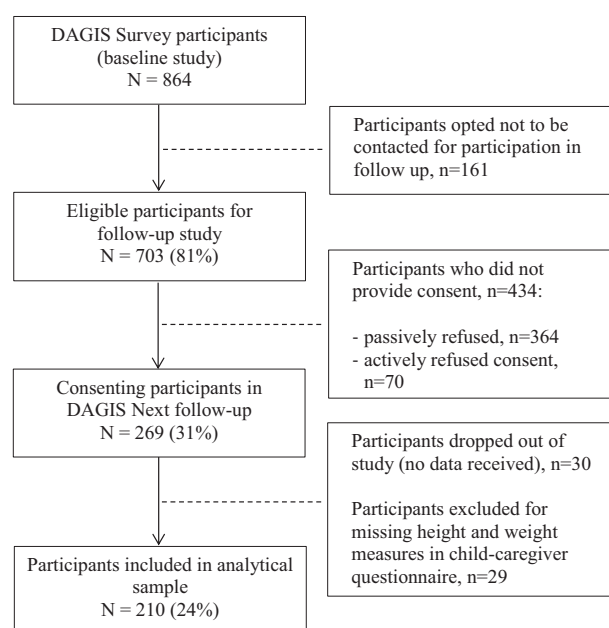 DAGIS Survey participants
(baseline study)
N = 864
Participants opted not to be
contacted for participation in
follow up, n=161
Eligible participants for
follow-up study
N = 703 (81%)
Participants who did not
provide consent, n=434:
- passively refused, n=364
- actively refused consent,
n=70
Consenting participants in
DAGIS Next follow-up
N = 269 (31%)
Participants dropped out of
study (no data received), n=30
Participants excluded for
missing height and weight
measures in child-caregiver
questionnaire, n=29
Participants included in analytical
sample
N = 210 (24%)